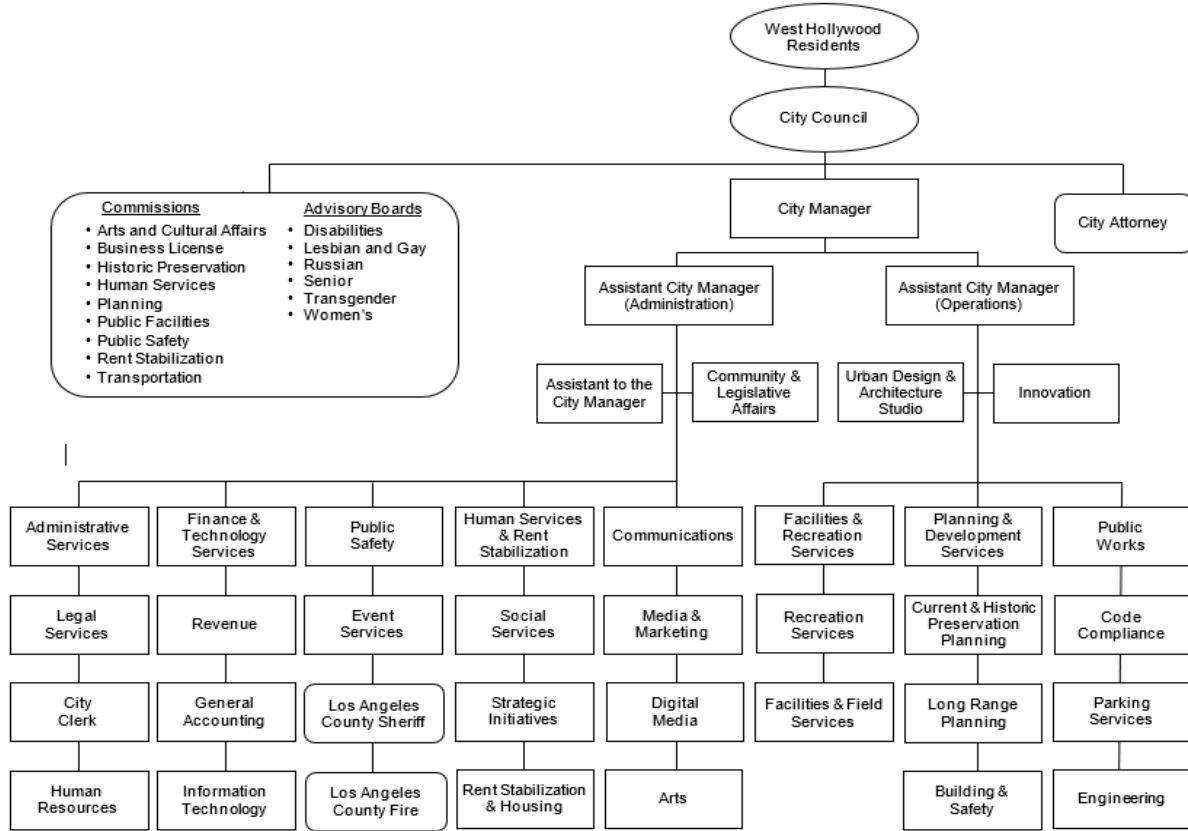 West Hollywood
Residents
City Council
Commissions
• Arts and Cultural Affairs
• Business License
• Historic Preservation
• Human Services
• Planning
• Public Facilities
• Public Safety
• Rent Stabilization
• Transportation
Advisory Boards
• Disabilities
• Lesbian and Gay
• Russian
• Senior
• Transgender
• Women's
City Manager
City Attorney
Assistant City Manager
(Administration)
Assistant City Manager
(Operations)
Assistant to the
City Manager
Community &
Legislative
Affairs
Urban Design &
Architecture
Studio
Innovation
Administrative
Services
Finance &
Technology
Services
Public
Safety
Human Services
& Rent
Stabilization
Communications
Facilities &
Recreation
Services
Planning &
Development
Services
Public
Works
Legal
Services
Revenue
Event
Services
Social
Services
Media &
Marketing
Recreation
Services
Current & Historic
Preservation
Planning
Code
Compliance
City
Clerk
General
Accounting
Los Angeles
County Sheriff
Strategic
Initiatives
Digital
Media
Facilities & Field
Services
Long Range
Planning
Parking
Services
Human
Resources
Information
Technology
Los Angeles
County Fire
Rent Stabilization
& Housing
Arts
Building &
Safety
Engineering